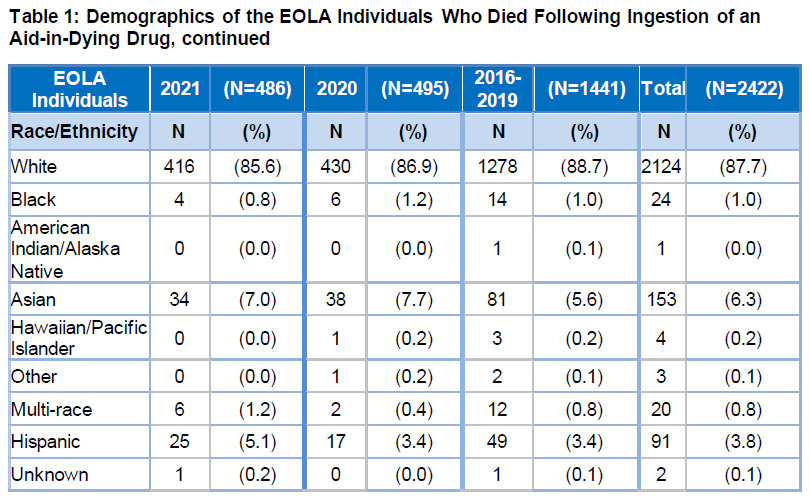 Table 1: Demographics of the EOLA Individuals Who Died Following Ingestion of an
Aid-in-Dying Drug, continued
EOLA Individuals 2021 (N=486) 2020 (N=495) 2016-2019 (N=1441) Total (N=2422)
Race/Ethnicity N (%) N (%) N (%) N (%)
White 416 (85.6) 430 (86.9) 1278 (88.7) 2124 (87.7)
Black 4 (0.8) 6 (1.2) 14 (1.0) 24 (1.0)
American Indian/Alaska Native 0 (0.0) 0 (0.0) 1 (0.1) 1 (0.0)
Asian 34 (7.0) 38 (7.7) 81 (5.6) 153 (6.3)
Hawaiian/Pacific Islander 0 (0.0) 1 (0.2) 3 (0.2) 4 (0.2)
Other 0 (0.0) 1 (0.2) 2 (0.1) 3 (0.1)
Multi-race 6 (1.2) 2 (0.4) 12 (0.8) 20 (0.8)
Hispanic 25 (5.1) 17 (3.4) 49 (3.4) 91 (3.8)
Unknown 1 (0.2) 0 (0.0) 1 (0.1) 2 (0.1)